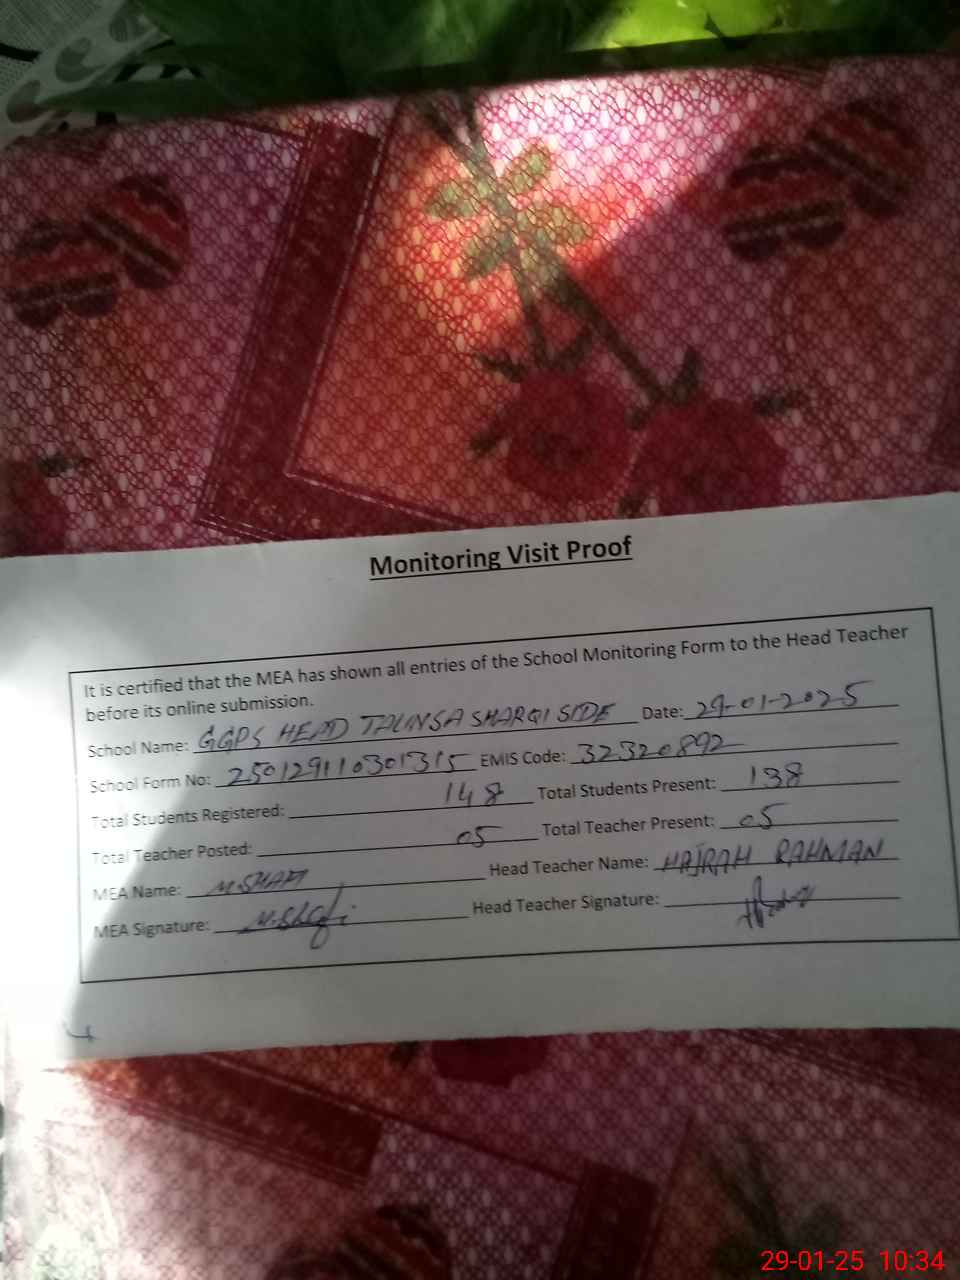 Monitoring Visit Proof
It is certified that the MEA has shown all entries of the School Monitoring Form to the Head Teacher
before its online submission.
School Name: GGPS HEAD TAUNSA SHARQI SIDE Date: 29-01-2025
School Form No: 250129110301315 EMIS Code: 32320892
Total Students Registered: 148 Total Students Present: 138
Total Teacher Posted: 05 Total Teacher Present: 05
MEA Name: M.SHAFI Head Teacher Name: HAJRAH RAHMAN
MEA Signature: M.Shafi Head Teacher Signature:
29-01-25 10:34